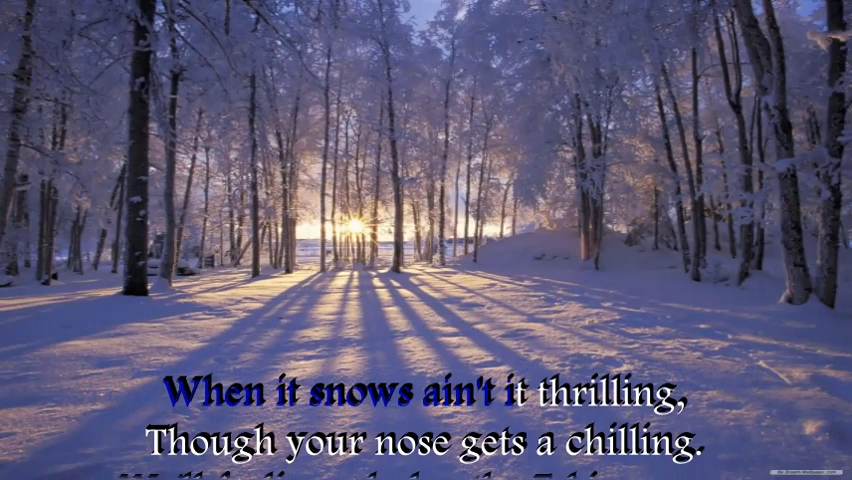 When it snows ain't it thrilling,
Though your nose gets a chilling.